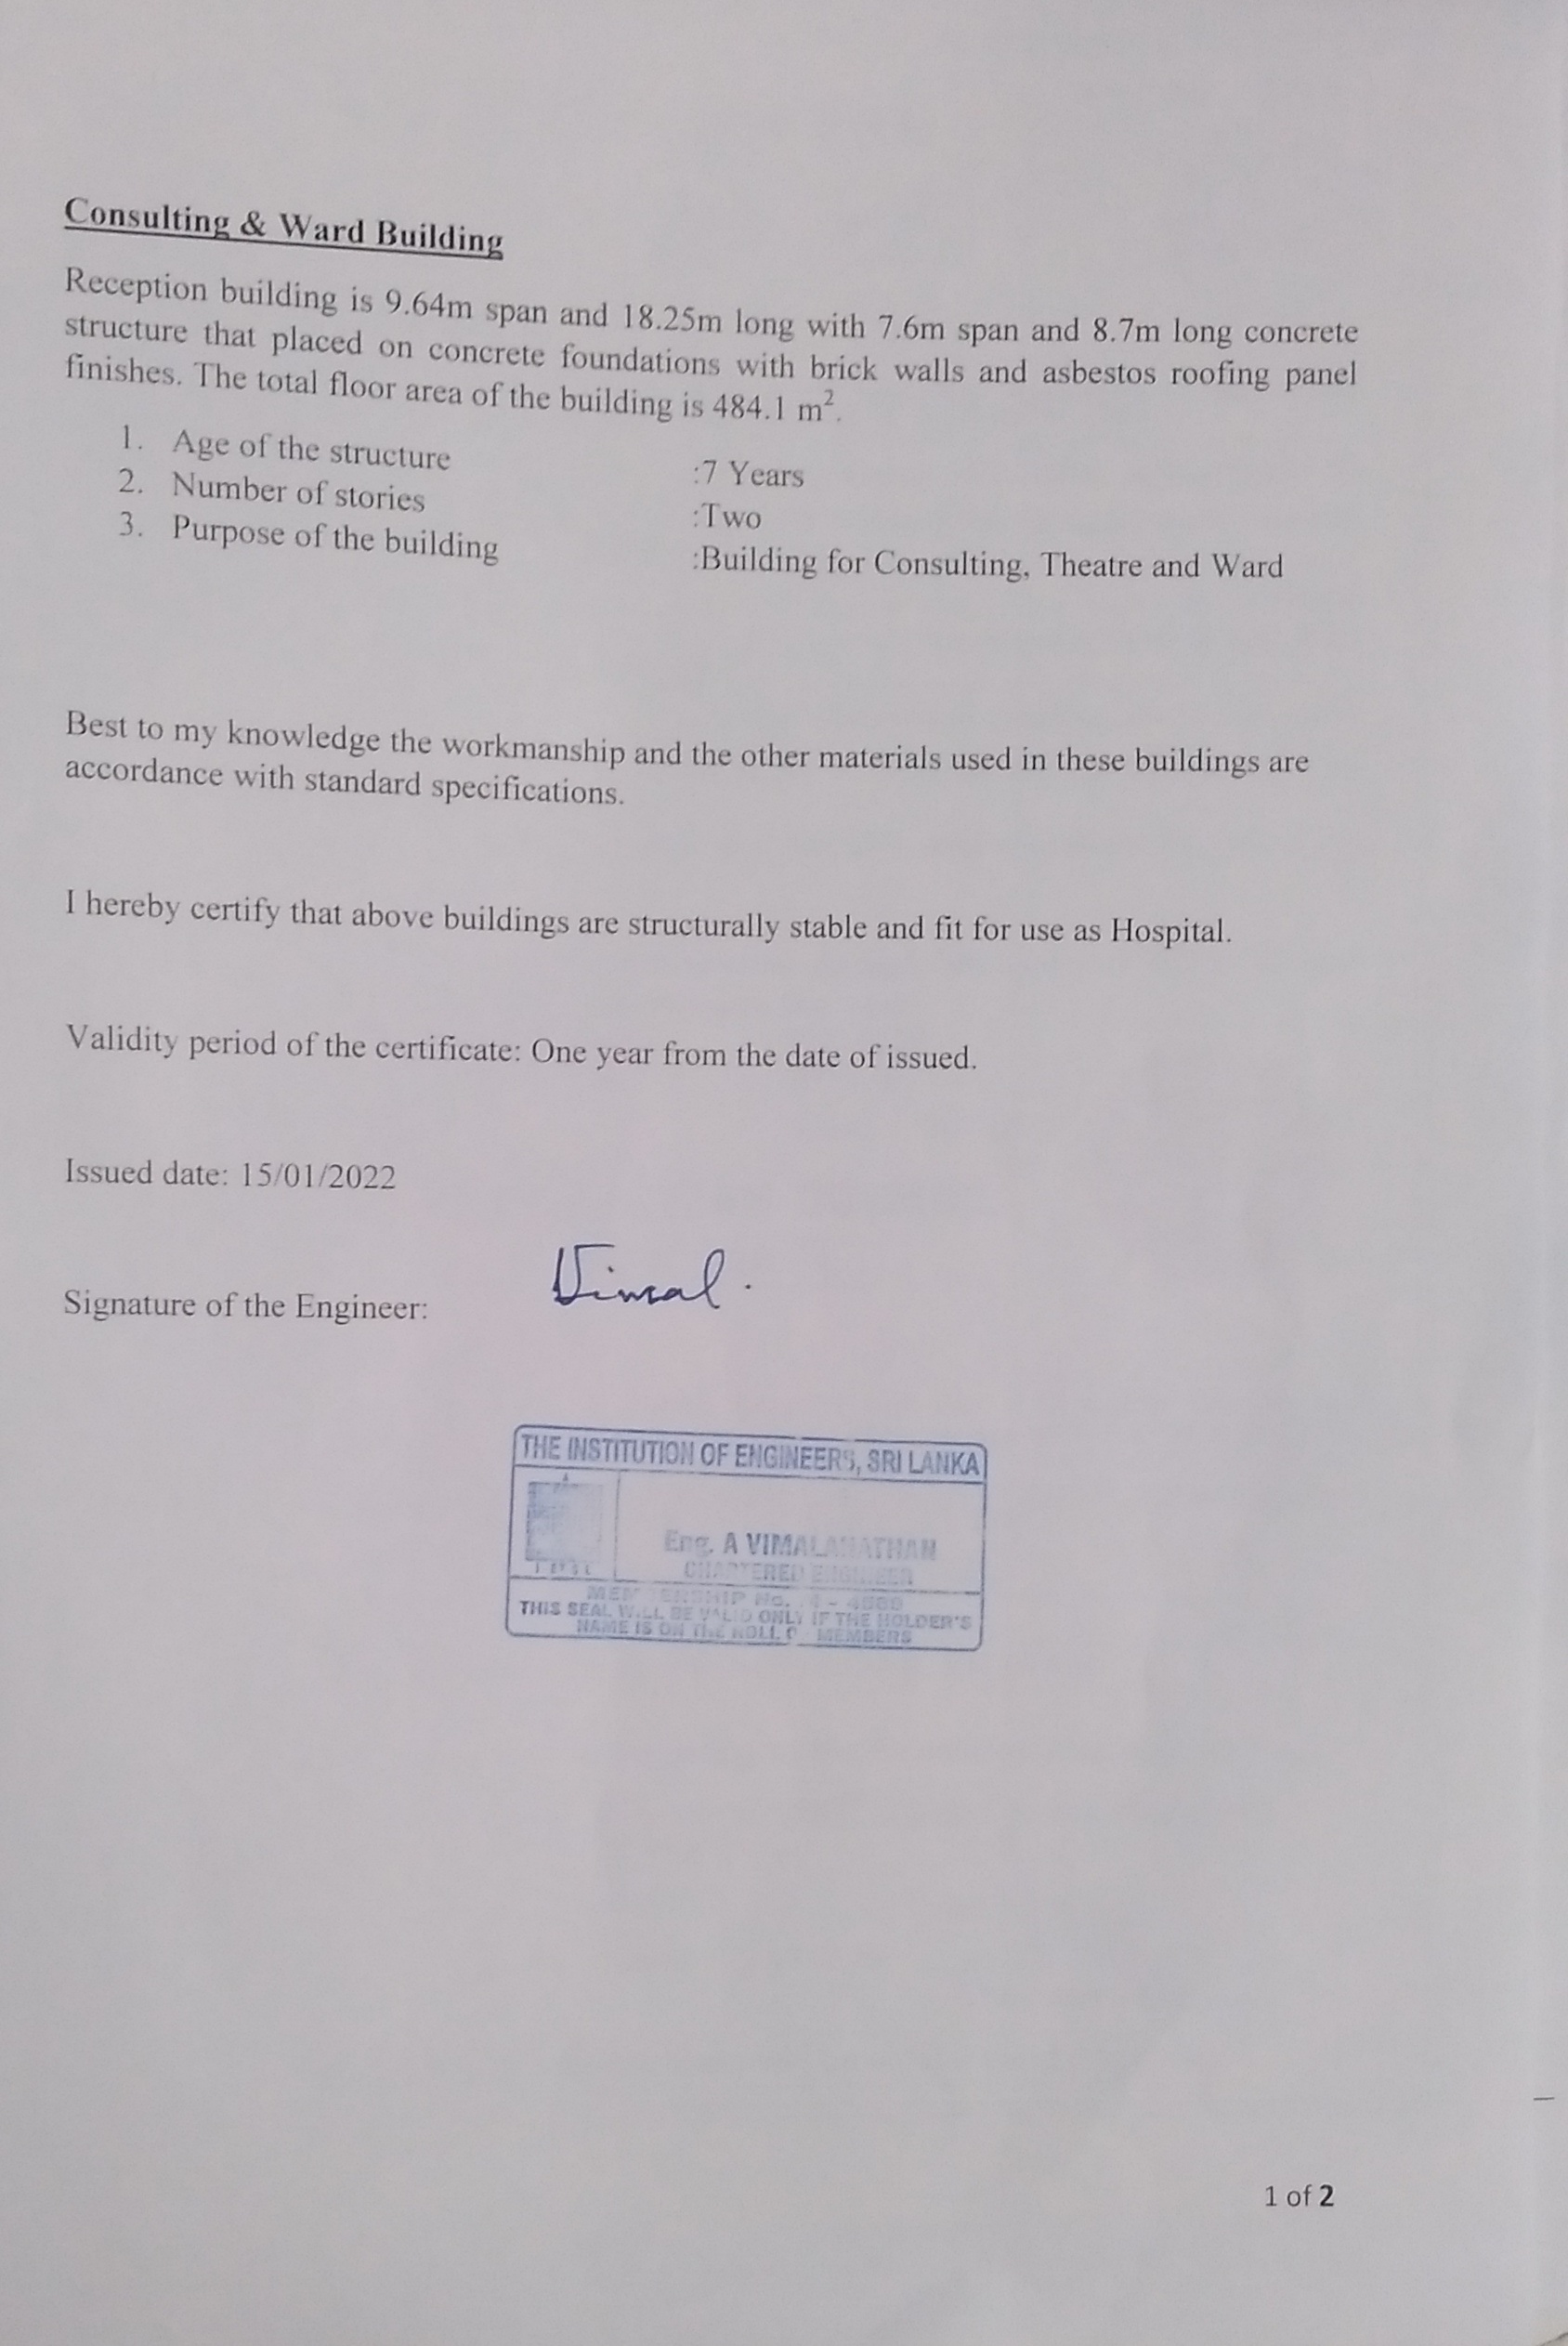 Consulting & Ward Building
Reception building is 9.64m span and 18.25m long with 7.6m span and 8.7m long concrete
structure that placed on concrete foundations with brick walls and asbestos roofing panel
finishes. The total floor area of the building is 484.1 m².
1. Age of the structure :7 Years
2. Number of stories :Two
3. Purpose of the building :Building for Consulting, Theatre and Ward
Best to my knowledge the workmanship and the other materials used in these buildings are
accordance with standard specifications.
I hereby certify that above buildings are structurally stable and fit for use as Hospital.
Validity period of the certificate: One year from the date of issued.
Issued date: 15/01/2022
Signature of the Engineer: Vimal.
THE INSTITUTION OF ENGINEERS, SRI LANKA
Eng. A VIMALANATHAN
CHARTERED ENGINEER
MEMBERSHIP No.
THIS SEAL WILL BE VALID ONLY IF THE HOLDER'S
NAME IS ON THE ROLL OF MEMBERS
1 of 2